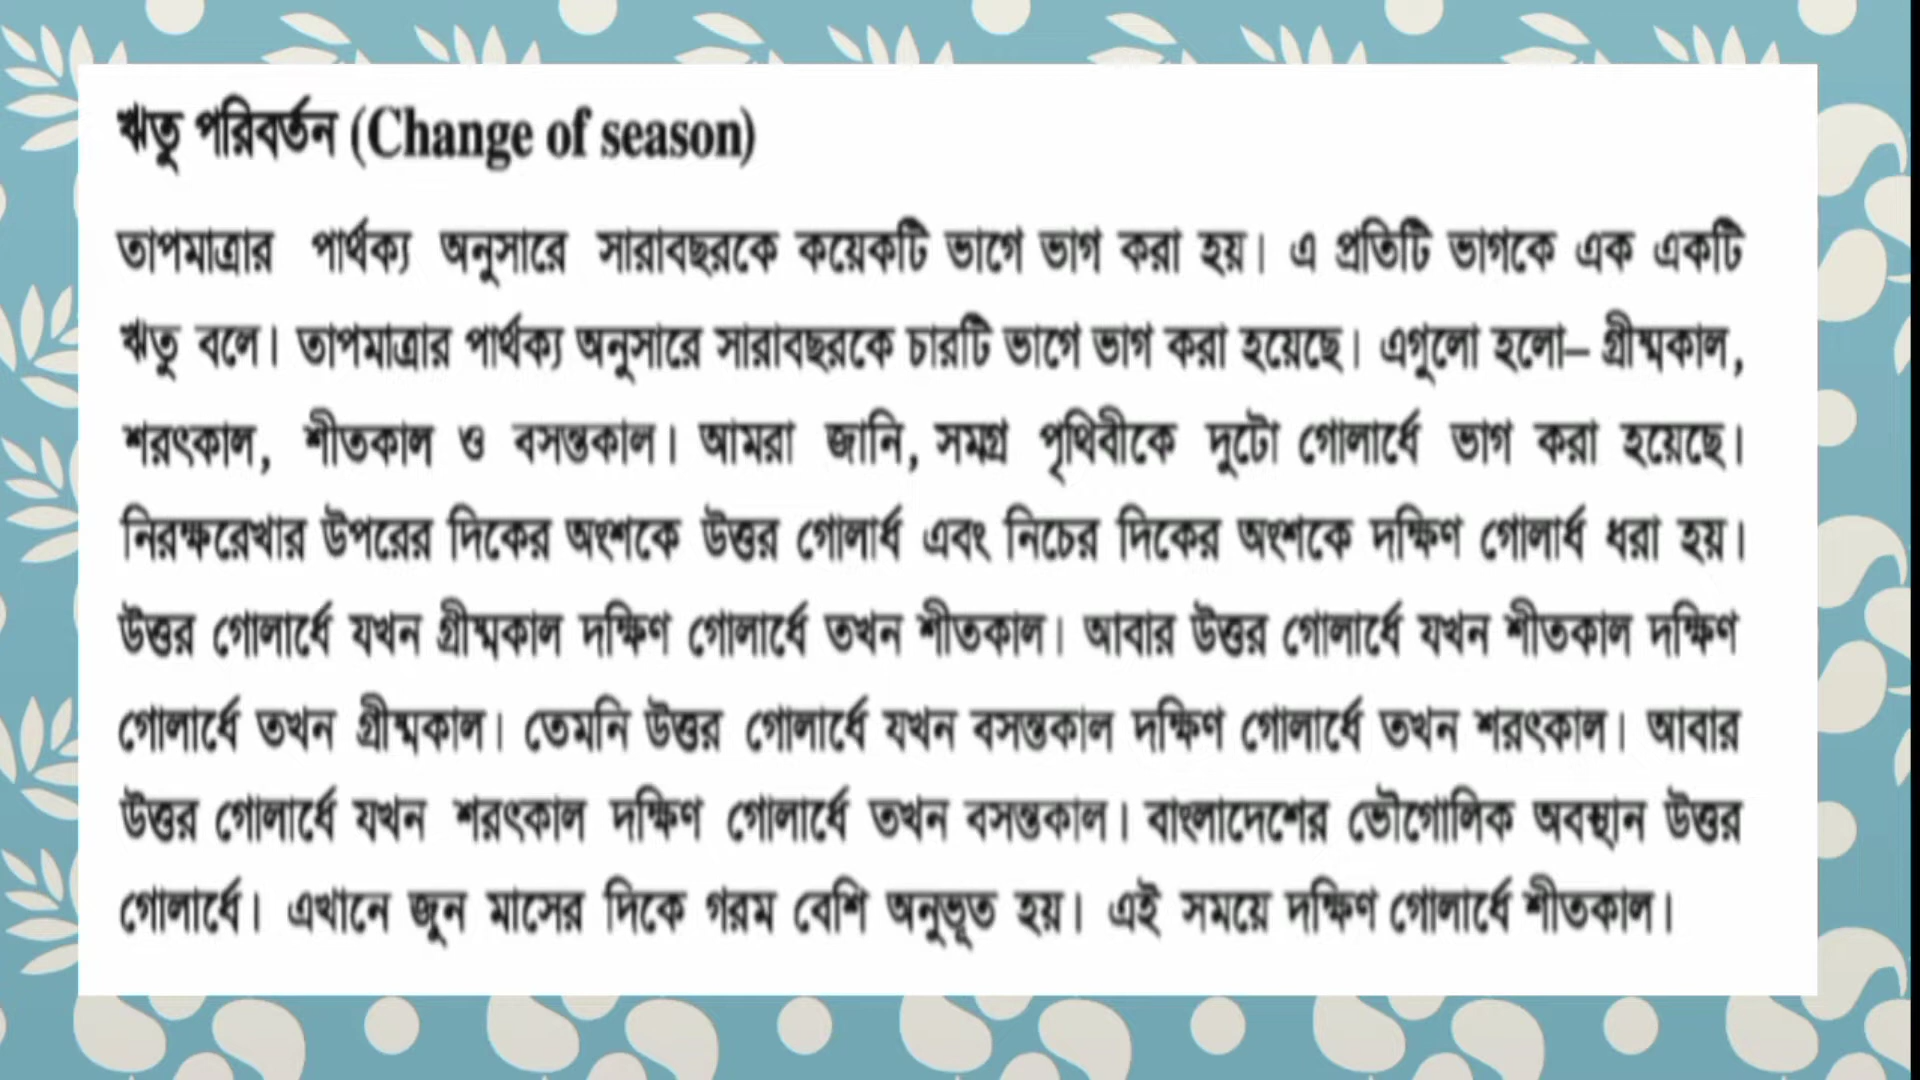 ঋতু পরিবর্তন (Change of season)
তাপমাত্রার পার্থক্য অনুসারে সারাবছরকে কয়েকটি ভাগে ভাগ করা হয়। এ প্রতিটি ভাগকে এক একটি
ঋতু বলে। তাপমাত্রার পার্থক্য অনুসারে সারাবছরকে চারটি ভাগে ভাগ করা হয়েছে। এগুলো হলো– গ্রীষ্মকাল,
শরৎকাল, শীতকাল ও বসন্তকাল। আমরা জানি, সমগ্র পৃথিবীকে দুটো গোলার্ধে ভাগ করা হয়েছে।
নিরক্ষরেখার উপরের দিকের অংশকে উত্তর গোলার্ধ এবং নিচের দিকের অংশকে দক্ষিণ গোলার্ধ ধরা হয়।
উত্তর গোলার্ধে যখন গ্রীষ্মকাল দক্ষিণ গোলার্ধে তখন শীতকাল। আবার উত্তর গোলার্ধে যখন শীতকাল দক্ষিণ
গোলার্ধে তখন গ্রীষ্মকাল। তেমনি উত্তর গোলার্ধে যখন বসন্তকাল দক্ষিণ গোলার্ধে তখন শরৎকাল। আবার
উত্তর গোলার্ধে যখন শরৎকাল দক্ষিণ গোলার্ধে তখন বসন্তকাল। বাংলাদেশের ভৌগোলিক অবস্থান উত্তর
গোলার্ধে। এখানে জুন মাসের দিকে গরম বেশি অনুভূত হয়। এই সময়ে দক্ষিণ গোলার্ধে শীতকাল।